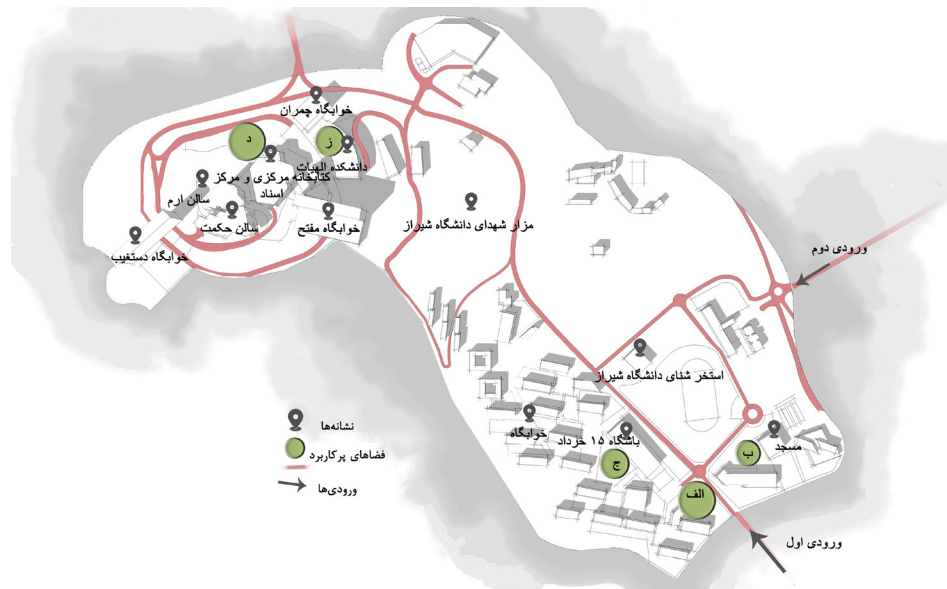 خوابگاه چمران
د
ز
دانشکده الهیات
کتابخانه مرکزی و مرکز
اسناد
سالن ارم
سالن حکمت
خوابگاه مفتح
خوابگاه دستغیب
مزار شهدای دانشگاه شیراز
ورودی دوم
استخر شنای دانشگاه شیراز
خوابگاه
باشگاه ۱۵ خرداد
مسجد
ب
ج
الف
ورودی اول
نشانه‌ها
فضاهای پرکاربرد
ورودی‌ها